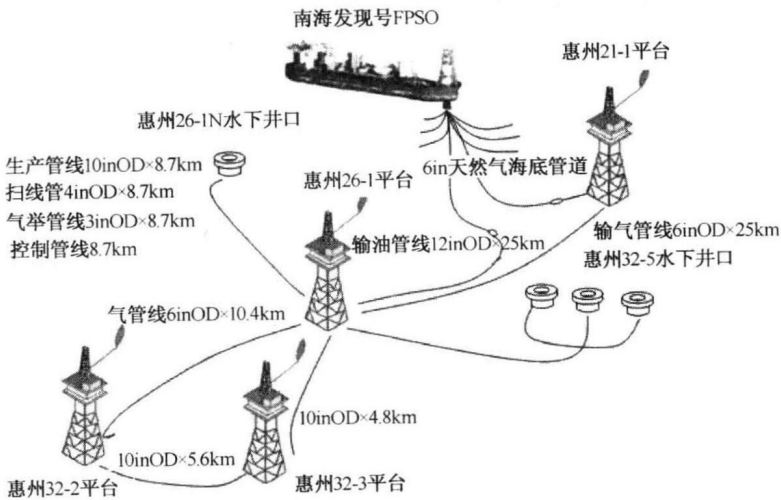 南海发现号FPSO
惠州21-1平台
惠州26-1N水下井口
生产管线10inOD×8.7km
扫线管4inOD×8.7km
气举管线3inOD×8.7km
控制管线8.7km
6in天然气海底管道
惠州26-1平台
输油管线12inOD×25km
输气管线6inOD×25km
惠州32-5水下井口
气管线6inOD×10.4km
10inOD×4.8km
10inOD×5.6km
惠州32-2平台
惠州32-3平台